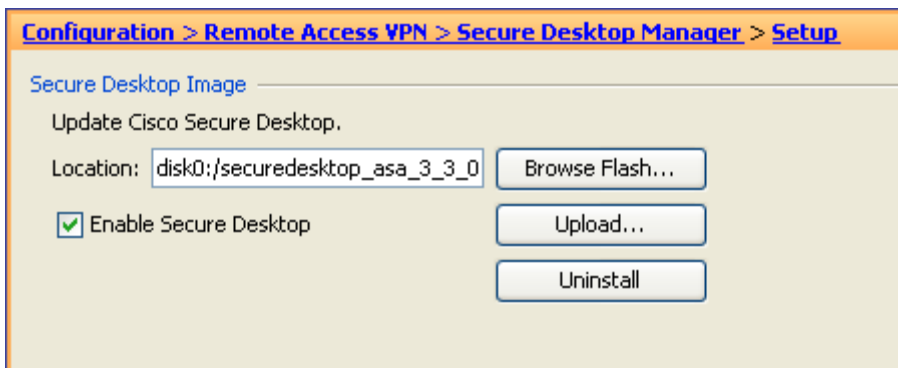 Configuration > Remote Access VPN > Secure Desktop Manager > Setup
Secure Desktop Image
Update Cisco Secure Desktop.
Location: disk0:/securedesktop_asa_3_3_0 Browse Flash...
Enable Secure Desktop Upload...
Uninstall